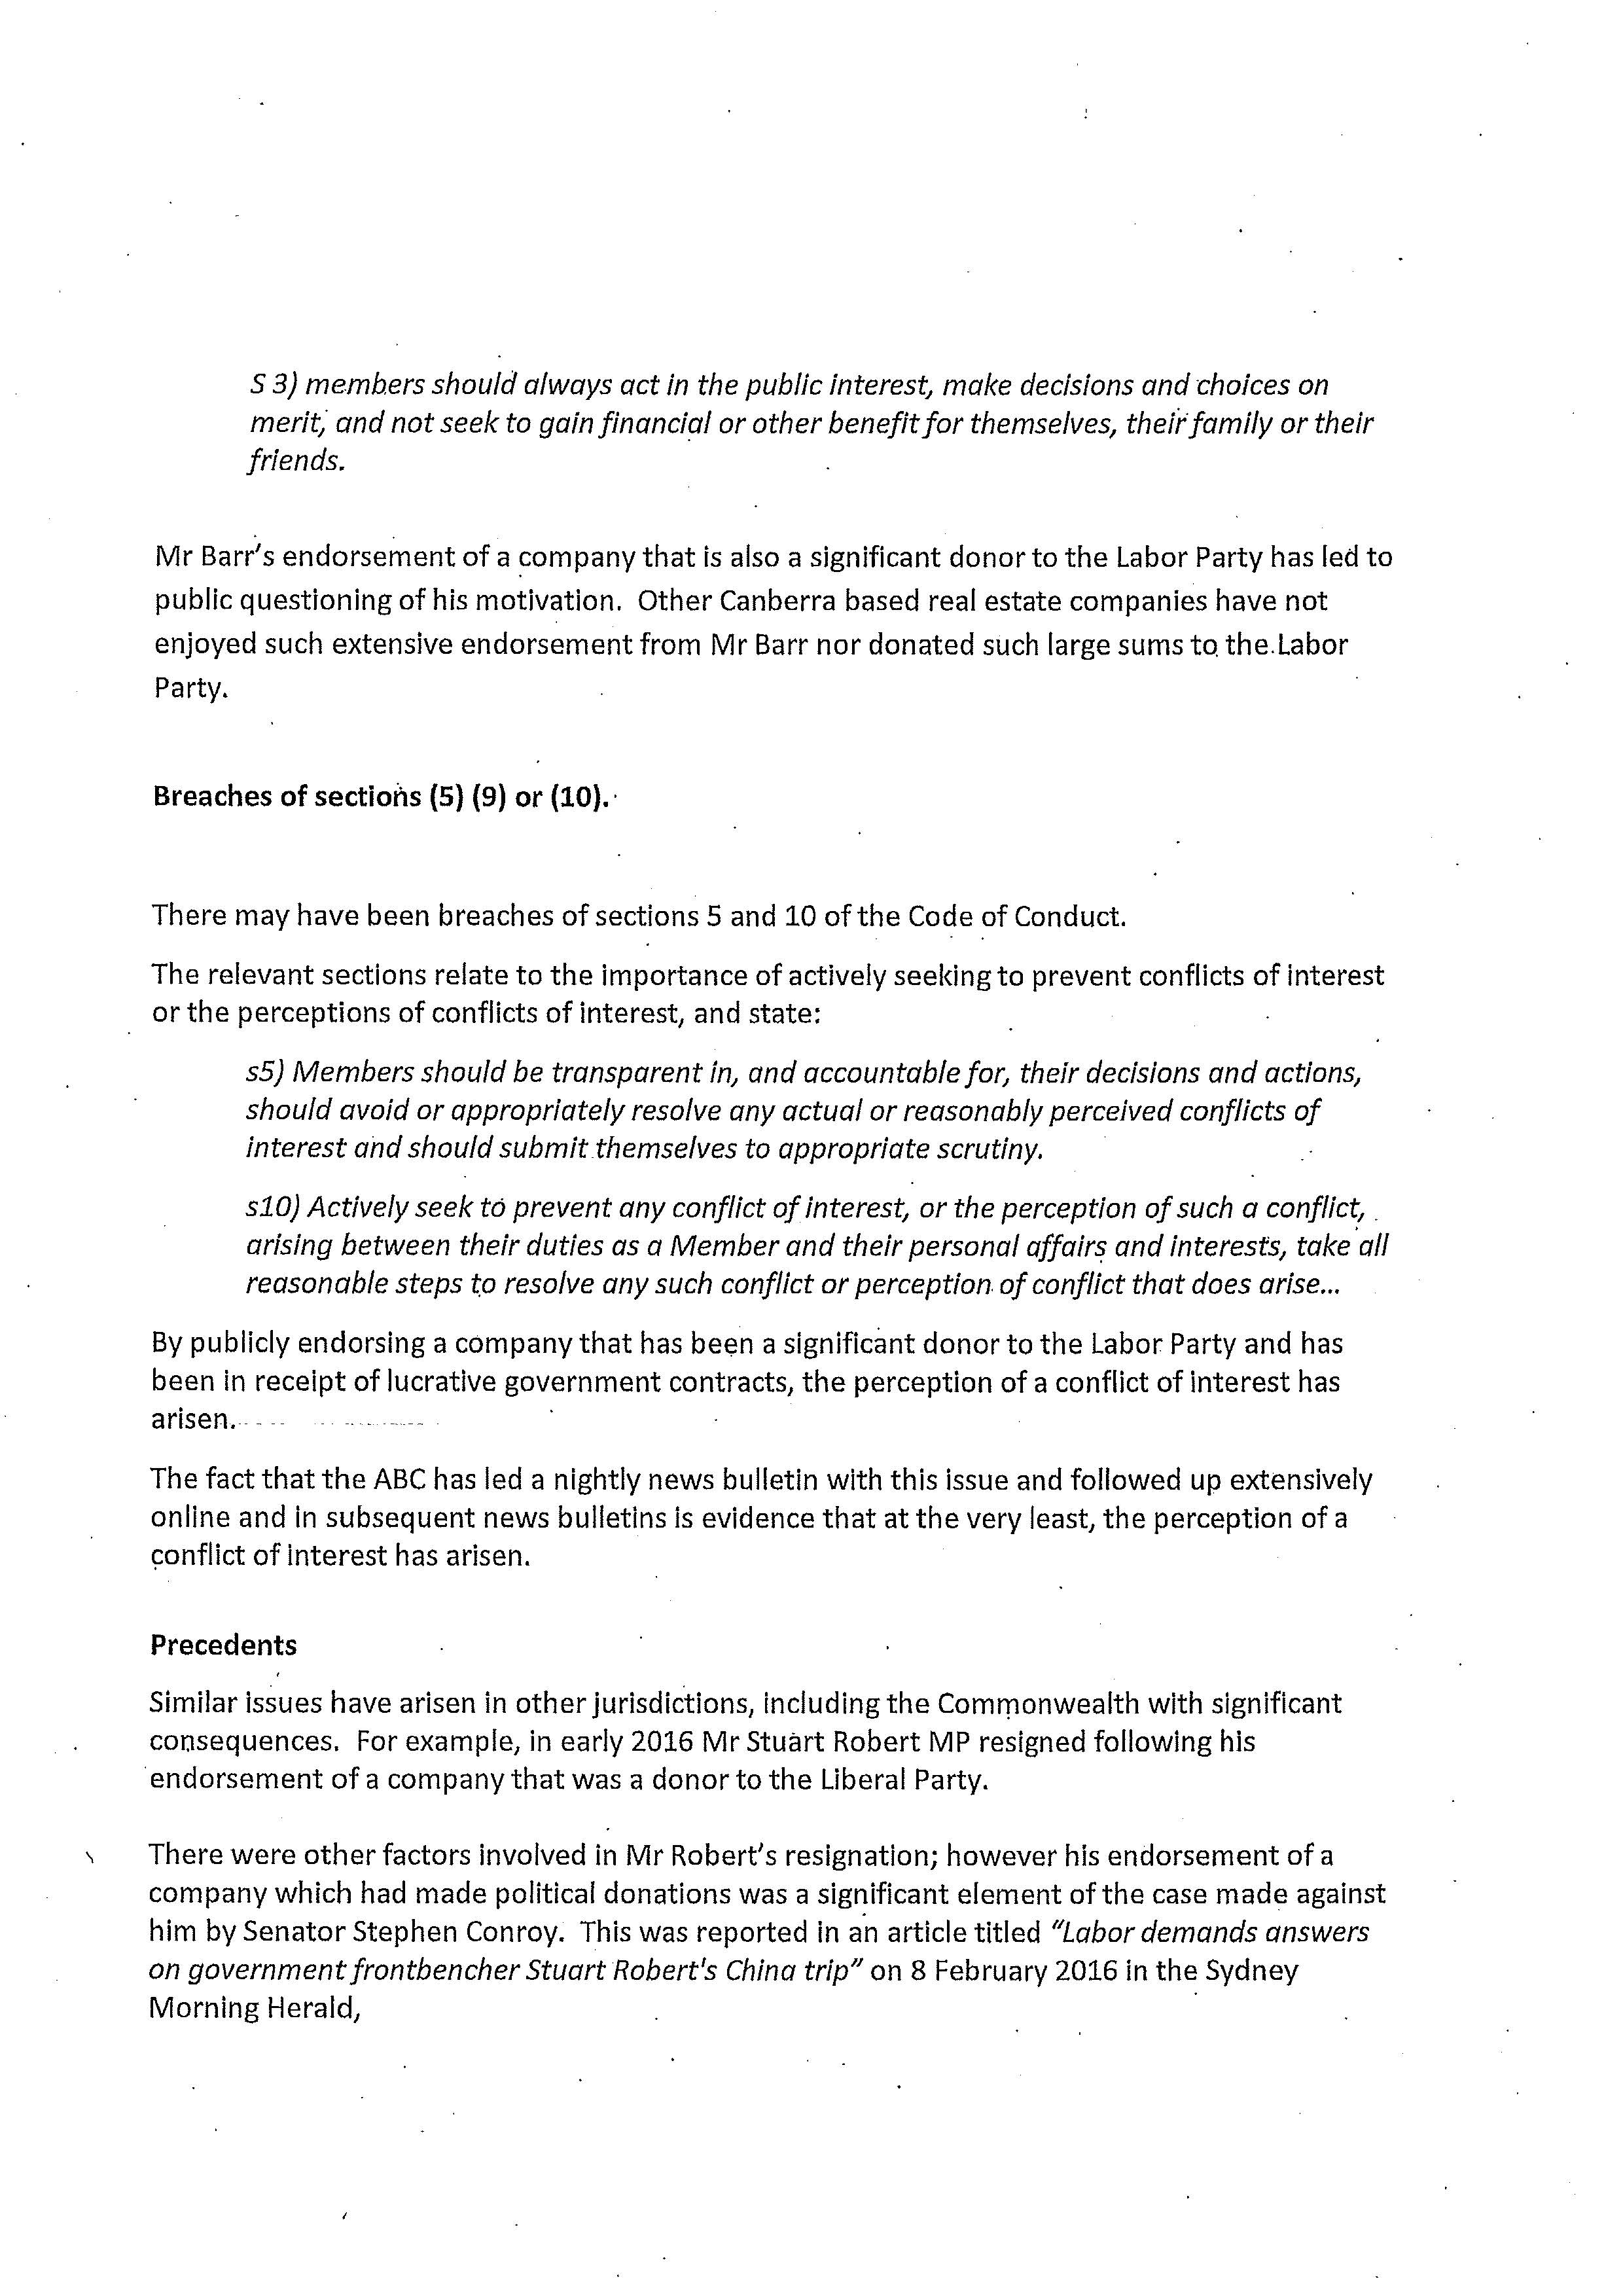 S 3) members should always act in the public interest, make decisions and choices on
merit, and not seek to gain financial or other benefit for themselves, their family or their
friends.
Mr Barr's endorsement of a company that is also a significant donor to the Labor Party has led to
public questioning of his motivation. Other Canberra based real estate companies have not
enjoyed such extensive endorsement from Mr Barr nor donated such large sums to the Labor
Party.
Breaches of sections (5) (9) or (10).
There may have been breaches of sections 5 and 10 of the Code of Conduct.
The relevant sections relate to the importance of actively seeking to prevent conflicts of interest
or the perceptions of conflicts of interest, and state:
s5) Members should be transparent in, and accountable for, their decisions and actions,
should avoid or appropriately resolve any actual or reasonably perceived conflicts of
interest and should submit themselves to appropriate scrutiny.
s10) Actively seek to prevent any conflict of interest, or the perception of such a conflict,
arising between their duties as a Member and their personal affairs and interests, take all
reasonable steps to resolve any such conflict or perception of conflict that does arise...
By publicly endorsing a company that has been a significant donor to the Labor Party and has
been in receipt of lucrative government contracts, the perception of a conflict of interest has
arisen.
The fact that the ABC has led a nightly news bulletin with this issue and followed up extensively
online and in subsequent news bulletins is evidence that at the very least, the perception of a
conflict of interest has arisen.
Precedents
Similar issues have arisen in other jurisdictions, including the Commonwealth with significant
consequences. For example, in early 2016 Mr Stuart Robert MP resigned following his
endorsement of a company that was a donor to the Liberal Party.
There were other factors involved in Mr Robert's resignation; however his endorsement of a
company which had made political donations was a significant element of the case made against
him by Senator Stephen Conroy. This was reported in an article titled "Labor demands answers
on government frontbencher Stuart Robert's China trip" on 8 February 2016 in the Sydney
Morning Herald,